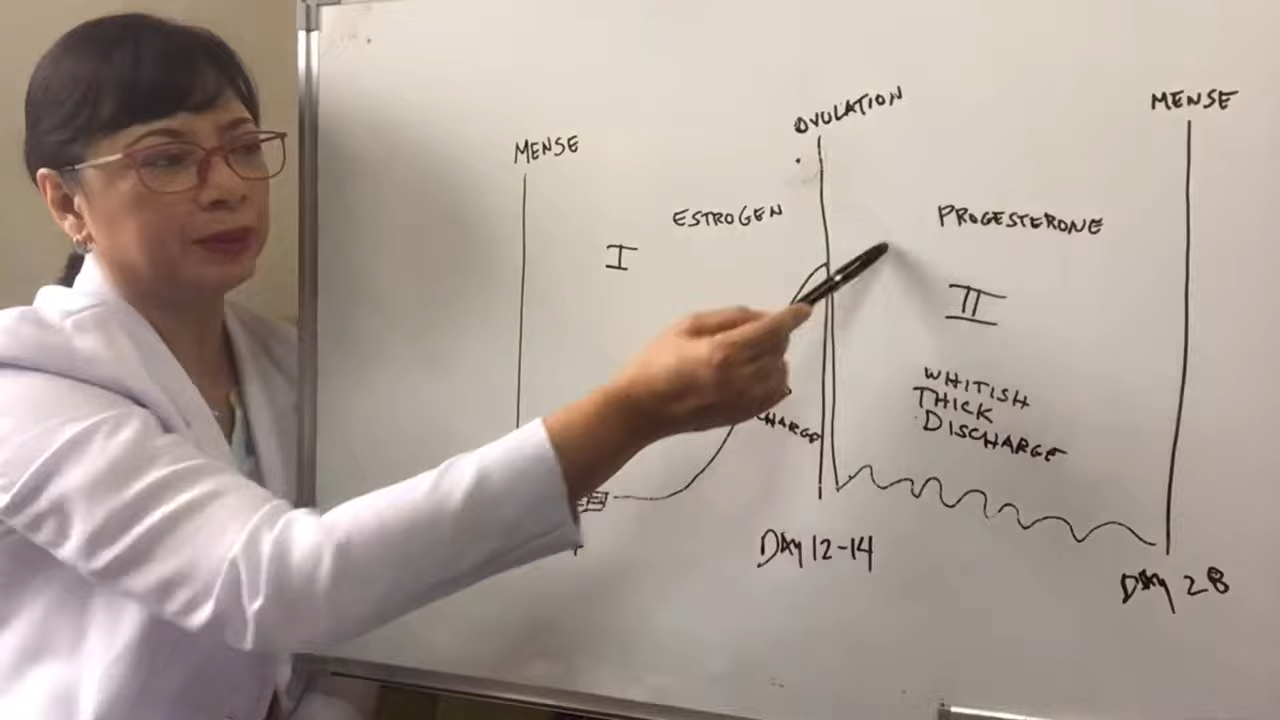 MENSE
OVULATION
MENSE
ESTROGEN
PROGESTERONE
I
II
WHITISH
THICK
DISCHARGE
DAY 12-14
DAY 28